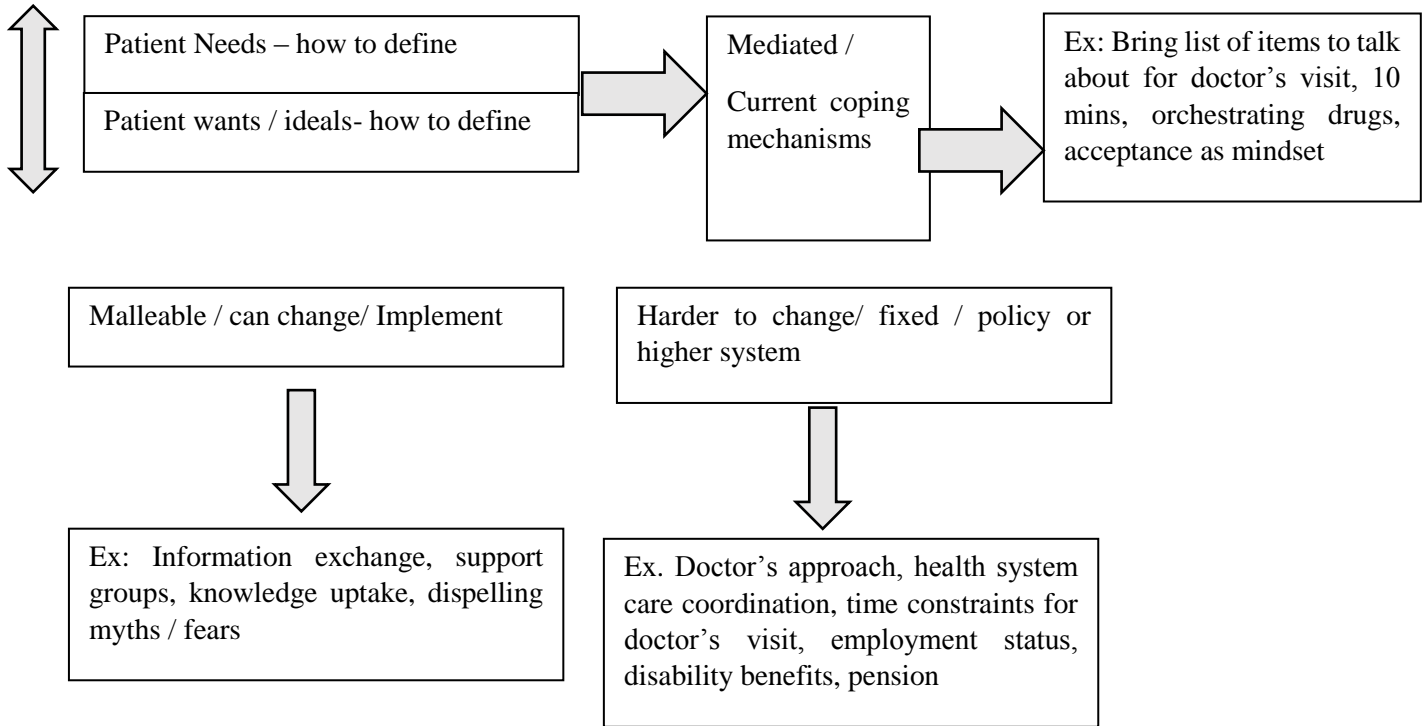 Patient Needs – how to define
Patient wants / ideals- how to define
Mediated /
Current coping
mechanisms
Ex: Bring list of items to talk
about for doctor’s visit, 10
mins, orchestrating drugs,
acceptance as mindset
Malleable / can change/ Implement
Harder to change/ fixed / policy or
higher system
Ex: Information exchange, support
groups, knowledge uptake, dispelling
myths / fears
Ex. Doctor’s approach, health system
care coordination, time constraints for
doctor’s visit, employment status,
disability benefits, pension